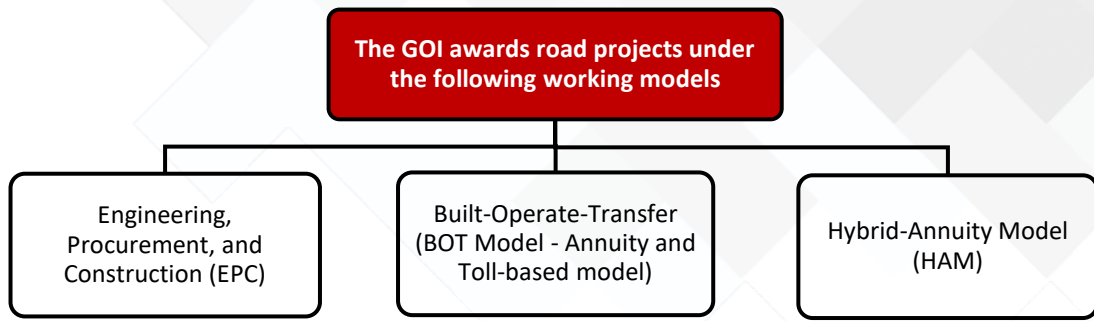 The GOI awards road projects under
the following working models
Engineering,
Procurement, and
Construction (EPC)
Built-Operate-Transfer
(BOT Model - Annuity and
Toll-based model)
Hybrid-Annuity Model
(HAM)